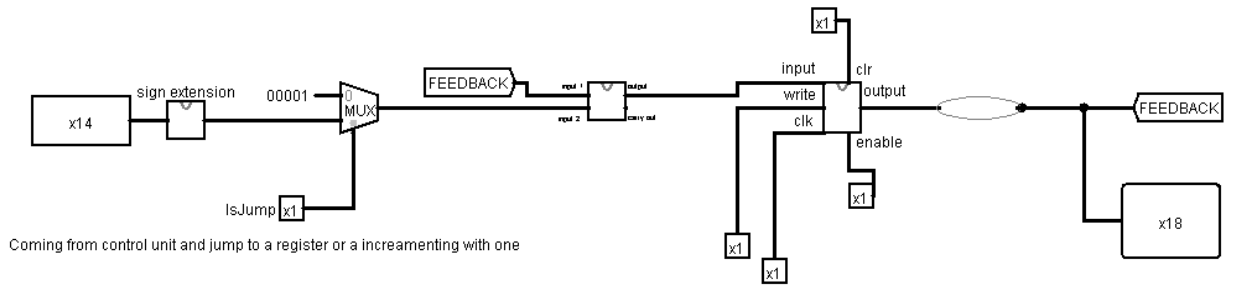 x1
input
clr
FEEDBACK
input 1
output
sign extension
00001
0
write
output
x14
MUX
FEEDBACK
input 2
carry out
clk
enable
x1
IsJump
x1
x18
Coming from control unit and jump to a register or a increamenting with one
x1
x1